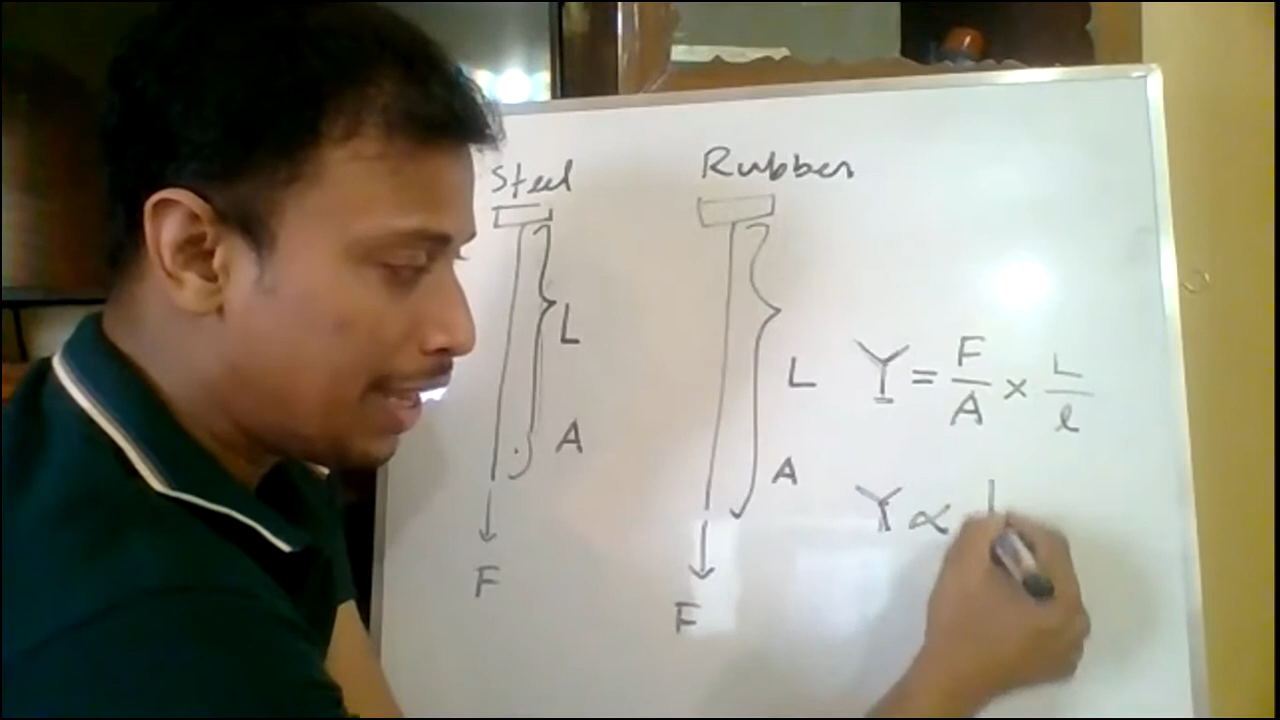 Steel
L
A
F
Rubber
L
A
F
Y = F/A × L/l
Y ∝